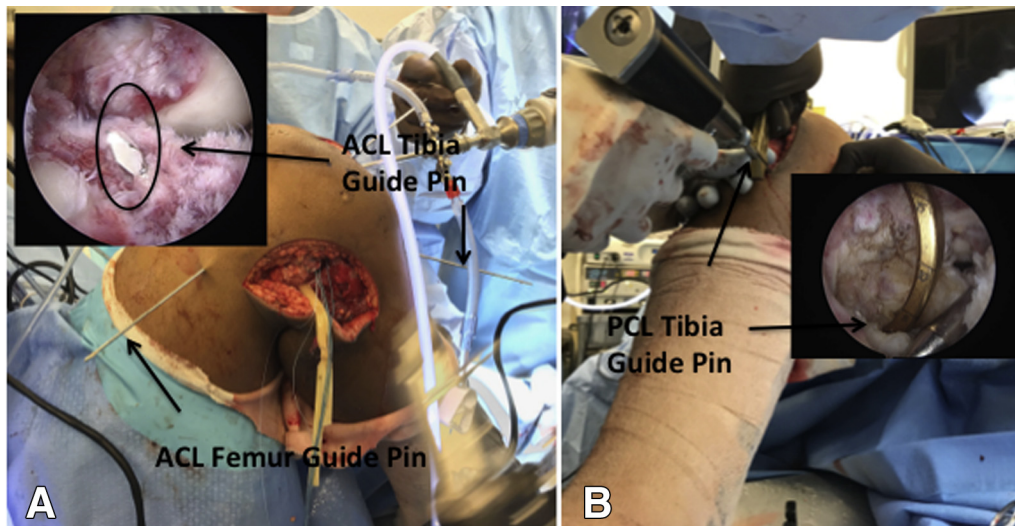 ACL Tibia
Guide Pin
ACL Femur Guide Pin
A
PCL Tibia
Guide Pin
B